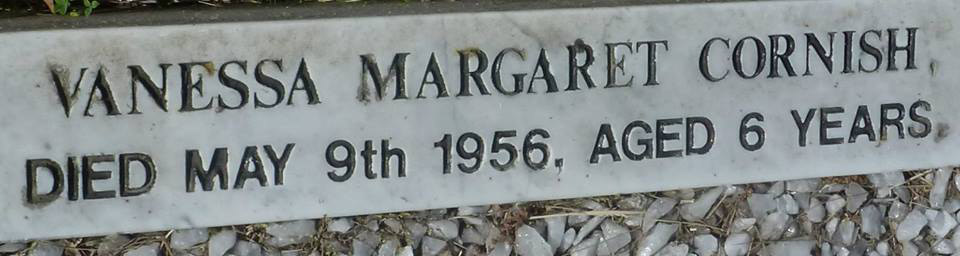 VANESSA MARGARET CORNISH,
DIED MAY 9th 1956, AGED 6 YEARS.